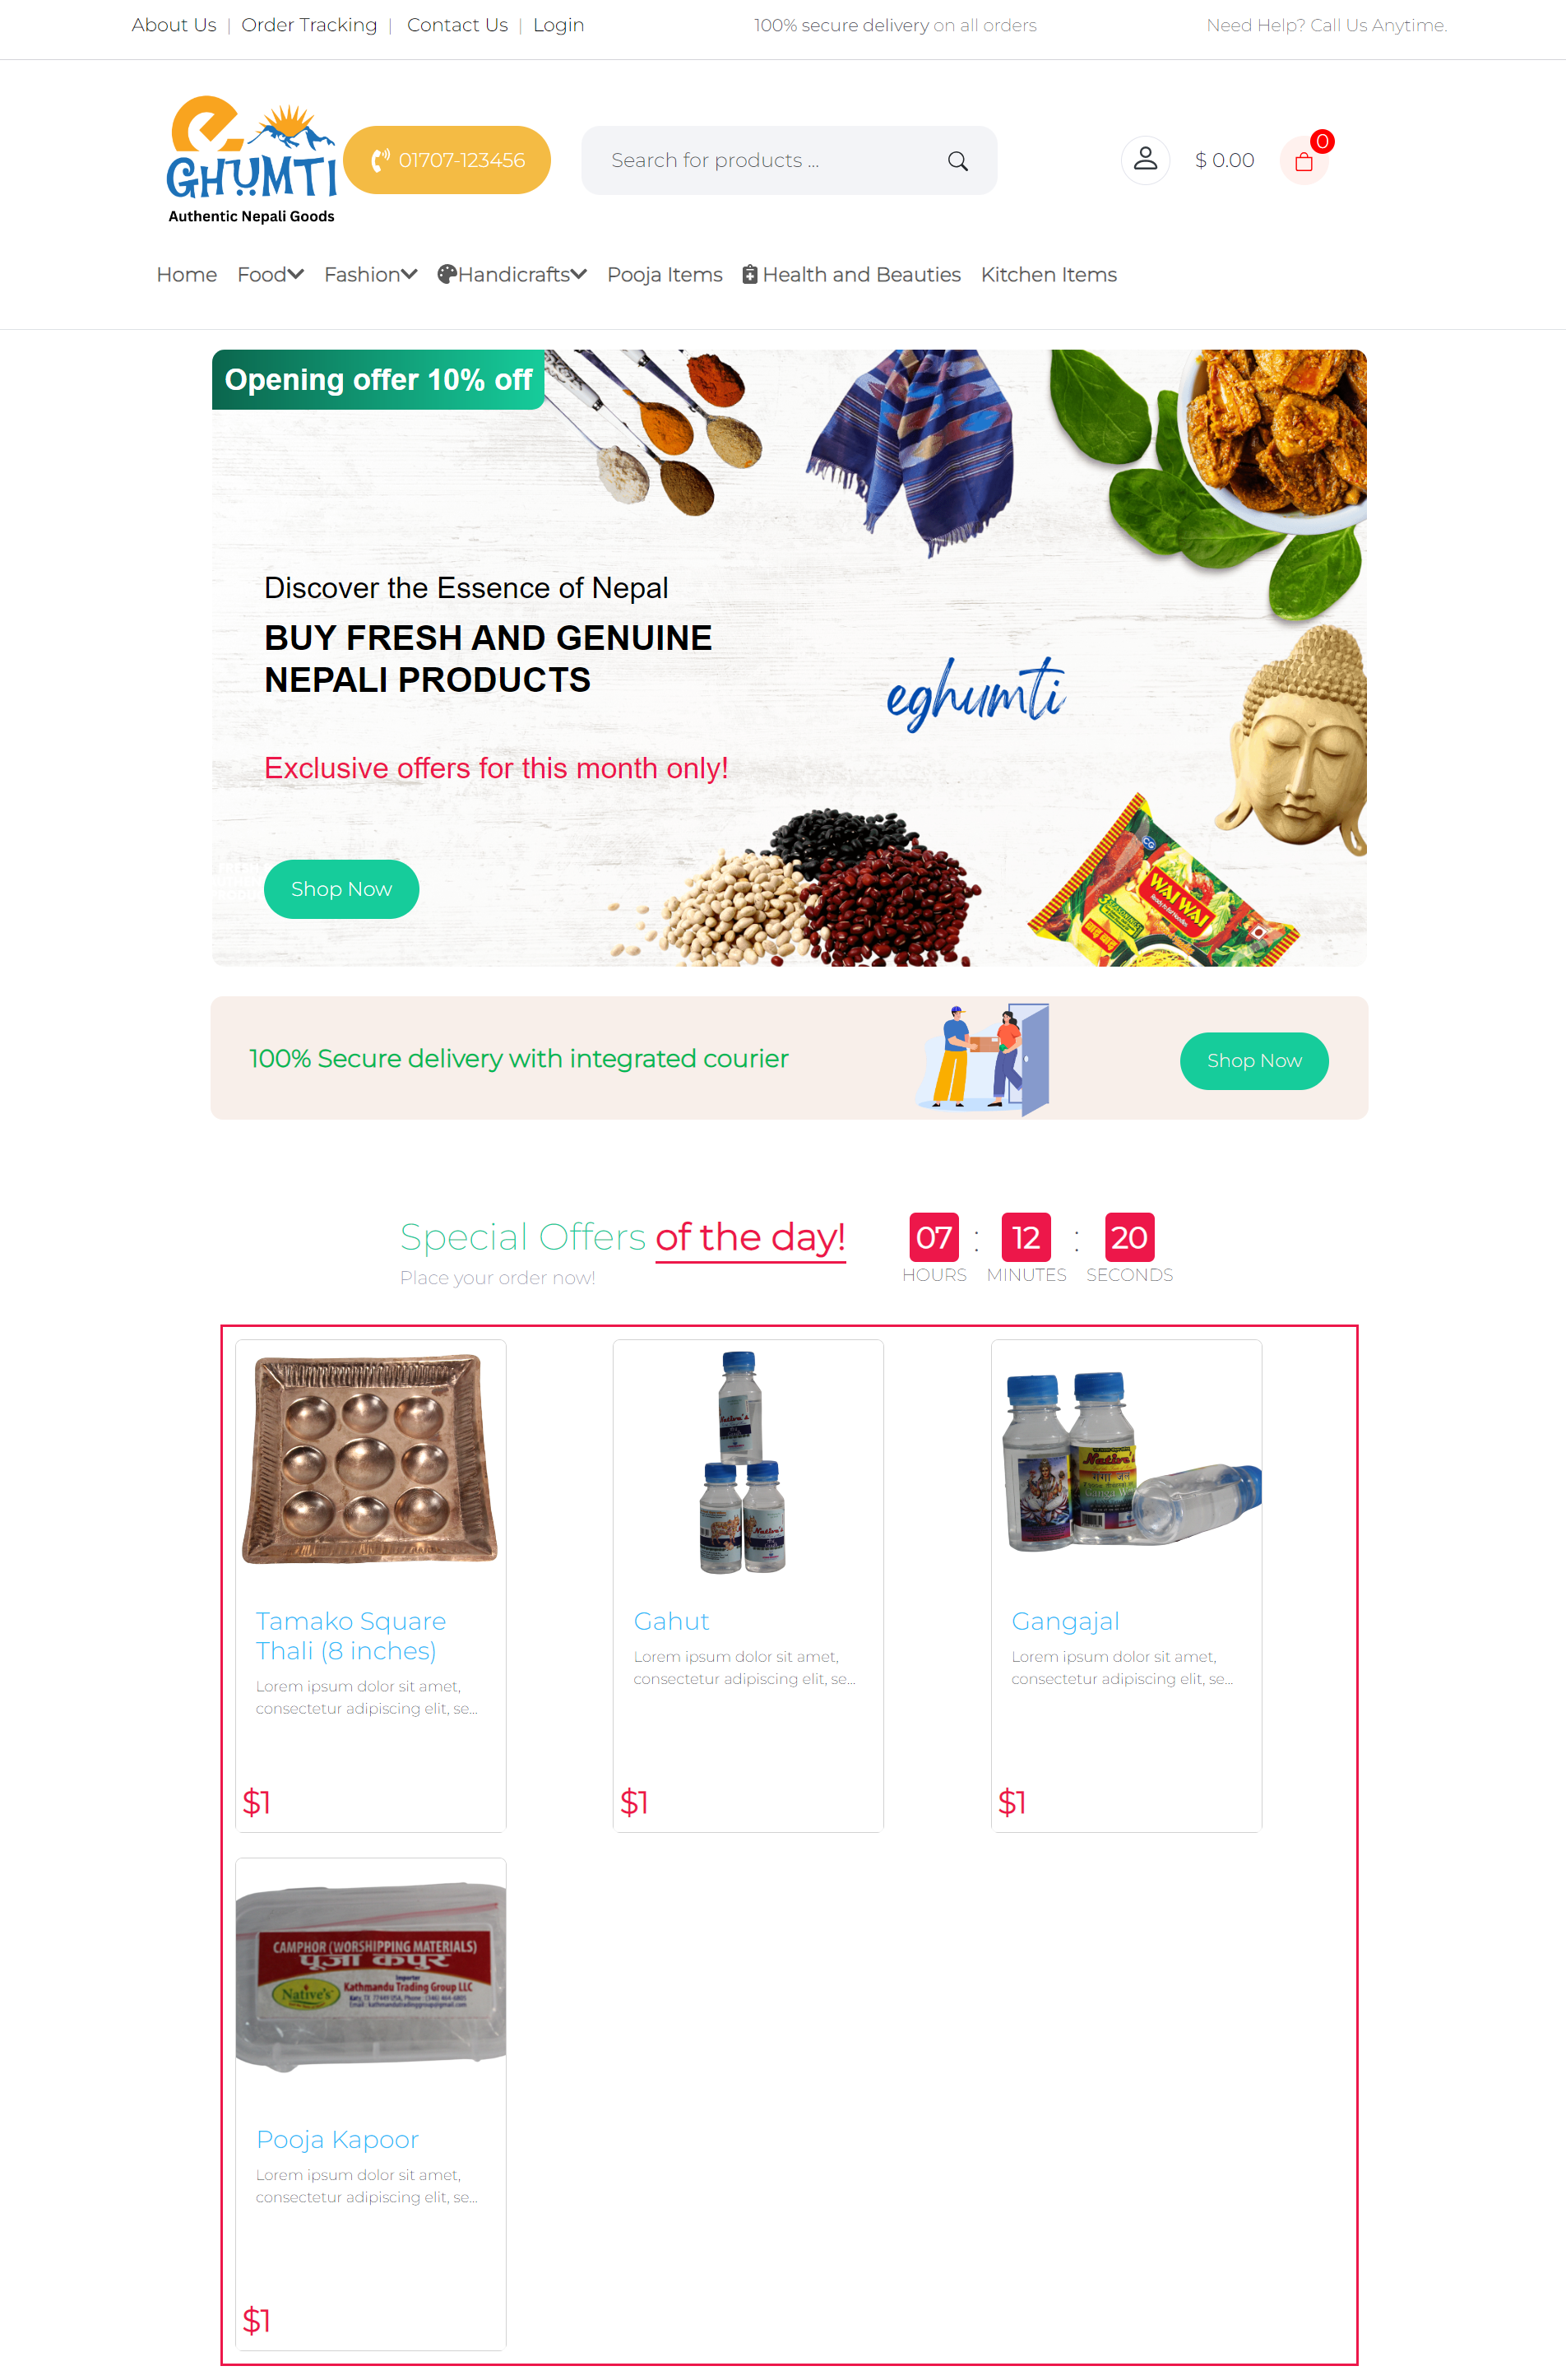 About Us | Order Tracking | Contact Us | Login
100% secure delivery on all orders
Need Help? Call Us Anytime.
e
GHUMTI
Authentic Nepali Goods
01707-123456
Search for products ...
$ 0.00
0
Home Food Fashion Handicrafts Pooja Items Health and Beauties Kitchen Items
Opening offer 10% off
Discover the Essence of Nepal
BUY FRESH AND GENUINE
NEPALI PRODUCTS
eghumti
Exclusive offers for this month only!
WAI WAI
Shop Now
100% Secure delivery with integrated courier
Shop Now
Special Offers of the day!
Place your order now!
07 : 12 : 20
HOURS MINUTES SECONDS
Native's
गंगा जल
Tamako Square
Thali (8 inches)
Lorem ipsum dolor sit amet,
consectetur adipiscing elit, se...
$1
Gahut
Lorem ipsum dolor sit amet,
consectetur adipiscing elit, se...
$1
Gangajal
Lorem ipsum dolor sit amet,
consectetur adipiscing elit, se...
$1
CAMPHOR (WORSHIPPING MATERIALS)
पूजा कपुर
Importer
Native's
Kathmandu Trading Group LLC
Pooja Kapoor
Lorem ipsum dolor sit amet,
consectetur adipiscing elit, se...
$1